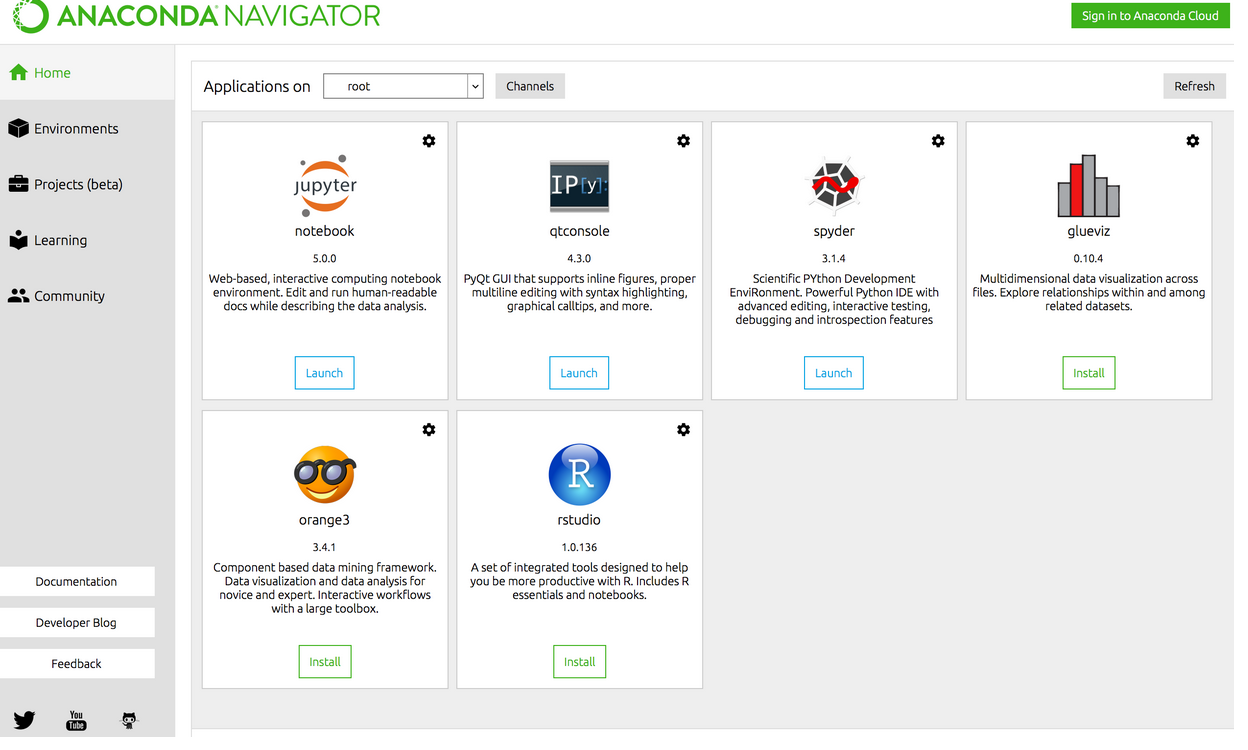 ANACONDA NAVIGATOR
Sign in to Anaconda Cloud
Home
Environments
Projects (beta)
Learning
Community
Documentation
Developer Blog
Feedback
You
Tube
Applications on
root
Channels
Refresh
jupyter
notebook
5.0.0
Web-based, interactive computing notebook
environment. Edit and run human-readable
docs while describing the data analysis.
Launch
IP[y]:
qtconsole
4.3.0
PyQt GUI that supports inline figures, proper
multiline editing with syntax highlighting,
graphical calltips, and more.
Launch
spyder
3.1.4
Scientific PYthon Development
EnviRonment. Powerful Python IDE with
advanced editing, interactive testing,
debugging and introspection features
Launch
glueviz
0.10.4
Multidimensional data visualization across
files. Explore relationships within and among
related datasets.
Install
orange3
3.4.1
Component based data mining framework.
Data visualization and data analysis for
novice and expert. Interactive workflows
with a large toolbox.
Install
R
rstudio
1.0.136
A set of integrated tools designed to help
you be more productive with R. Includes R
essentials and notebooks.
Install